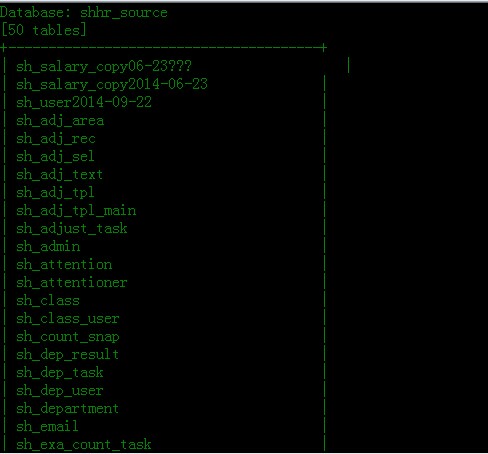 Database: shhr_source
[50 tables]
+---------------------------------------+
| sh_salary_copy06-23??? |
| sh_salary_copy2014-06-23 |
| sh_user2014-09-22 |
| sh_adj_area |
| sh_adj_rec |
| sh_adj_sel |
| sh_adj_text |
| sh_adj_tpl |
| sh_adj_tpl_main |
| sh_adjust_task |
| sh_admin |
| sh_attention |
| sh_attentioner |
| sh_class |
| sh_class_user |
| sh_count_snap |
| sh_dep_result |
| sh_dep_task |
| sh_dep_user |
| sh_department |
| sh_email |
| sh_exa_count_task |